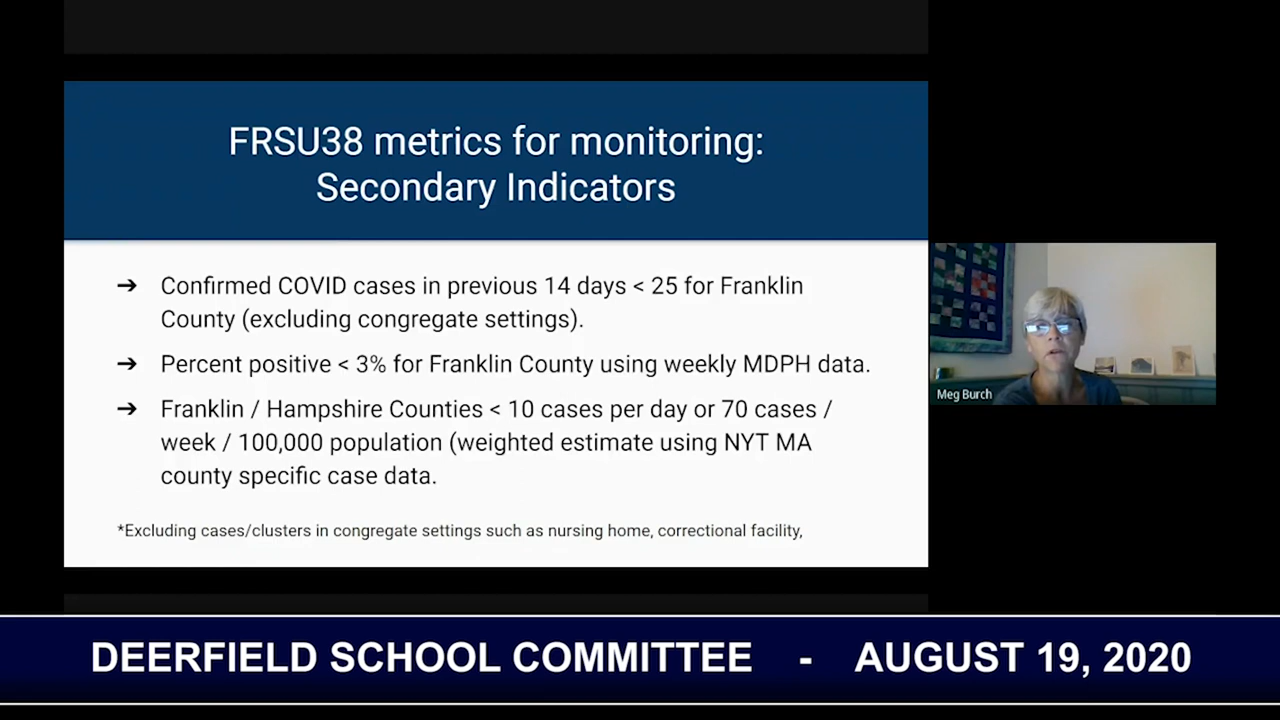 FRSU38 metrics for monitoring:
Secondary Indicators
➔ Confirmed COVID cases in previous 14 days < 25 for Franklin
County (excluding congregate settings).
➔ Percent positive < 3% for Franklin County using weekly MDPH data.
➔ Franklin / Hampshire Counties < 10 cases per day or 70 cases /
week / 100,000 population (weighted estimate using NYT MA
county specific case data.
*Excluding cases/clusters in congregate settings such as nursing home, correctional facility,
Meg Burch
DEERFIELD SCHOOL COMMITTEE - AUGUST 19, 2020